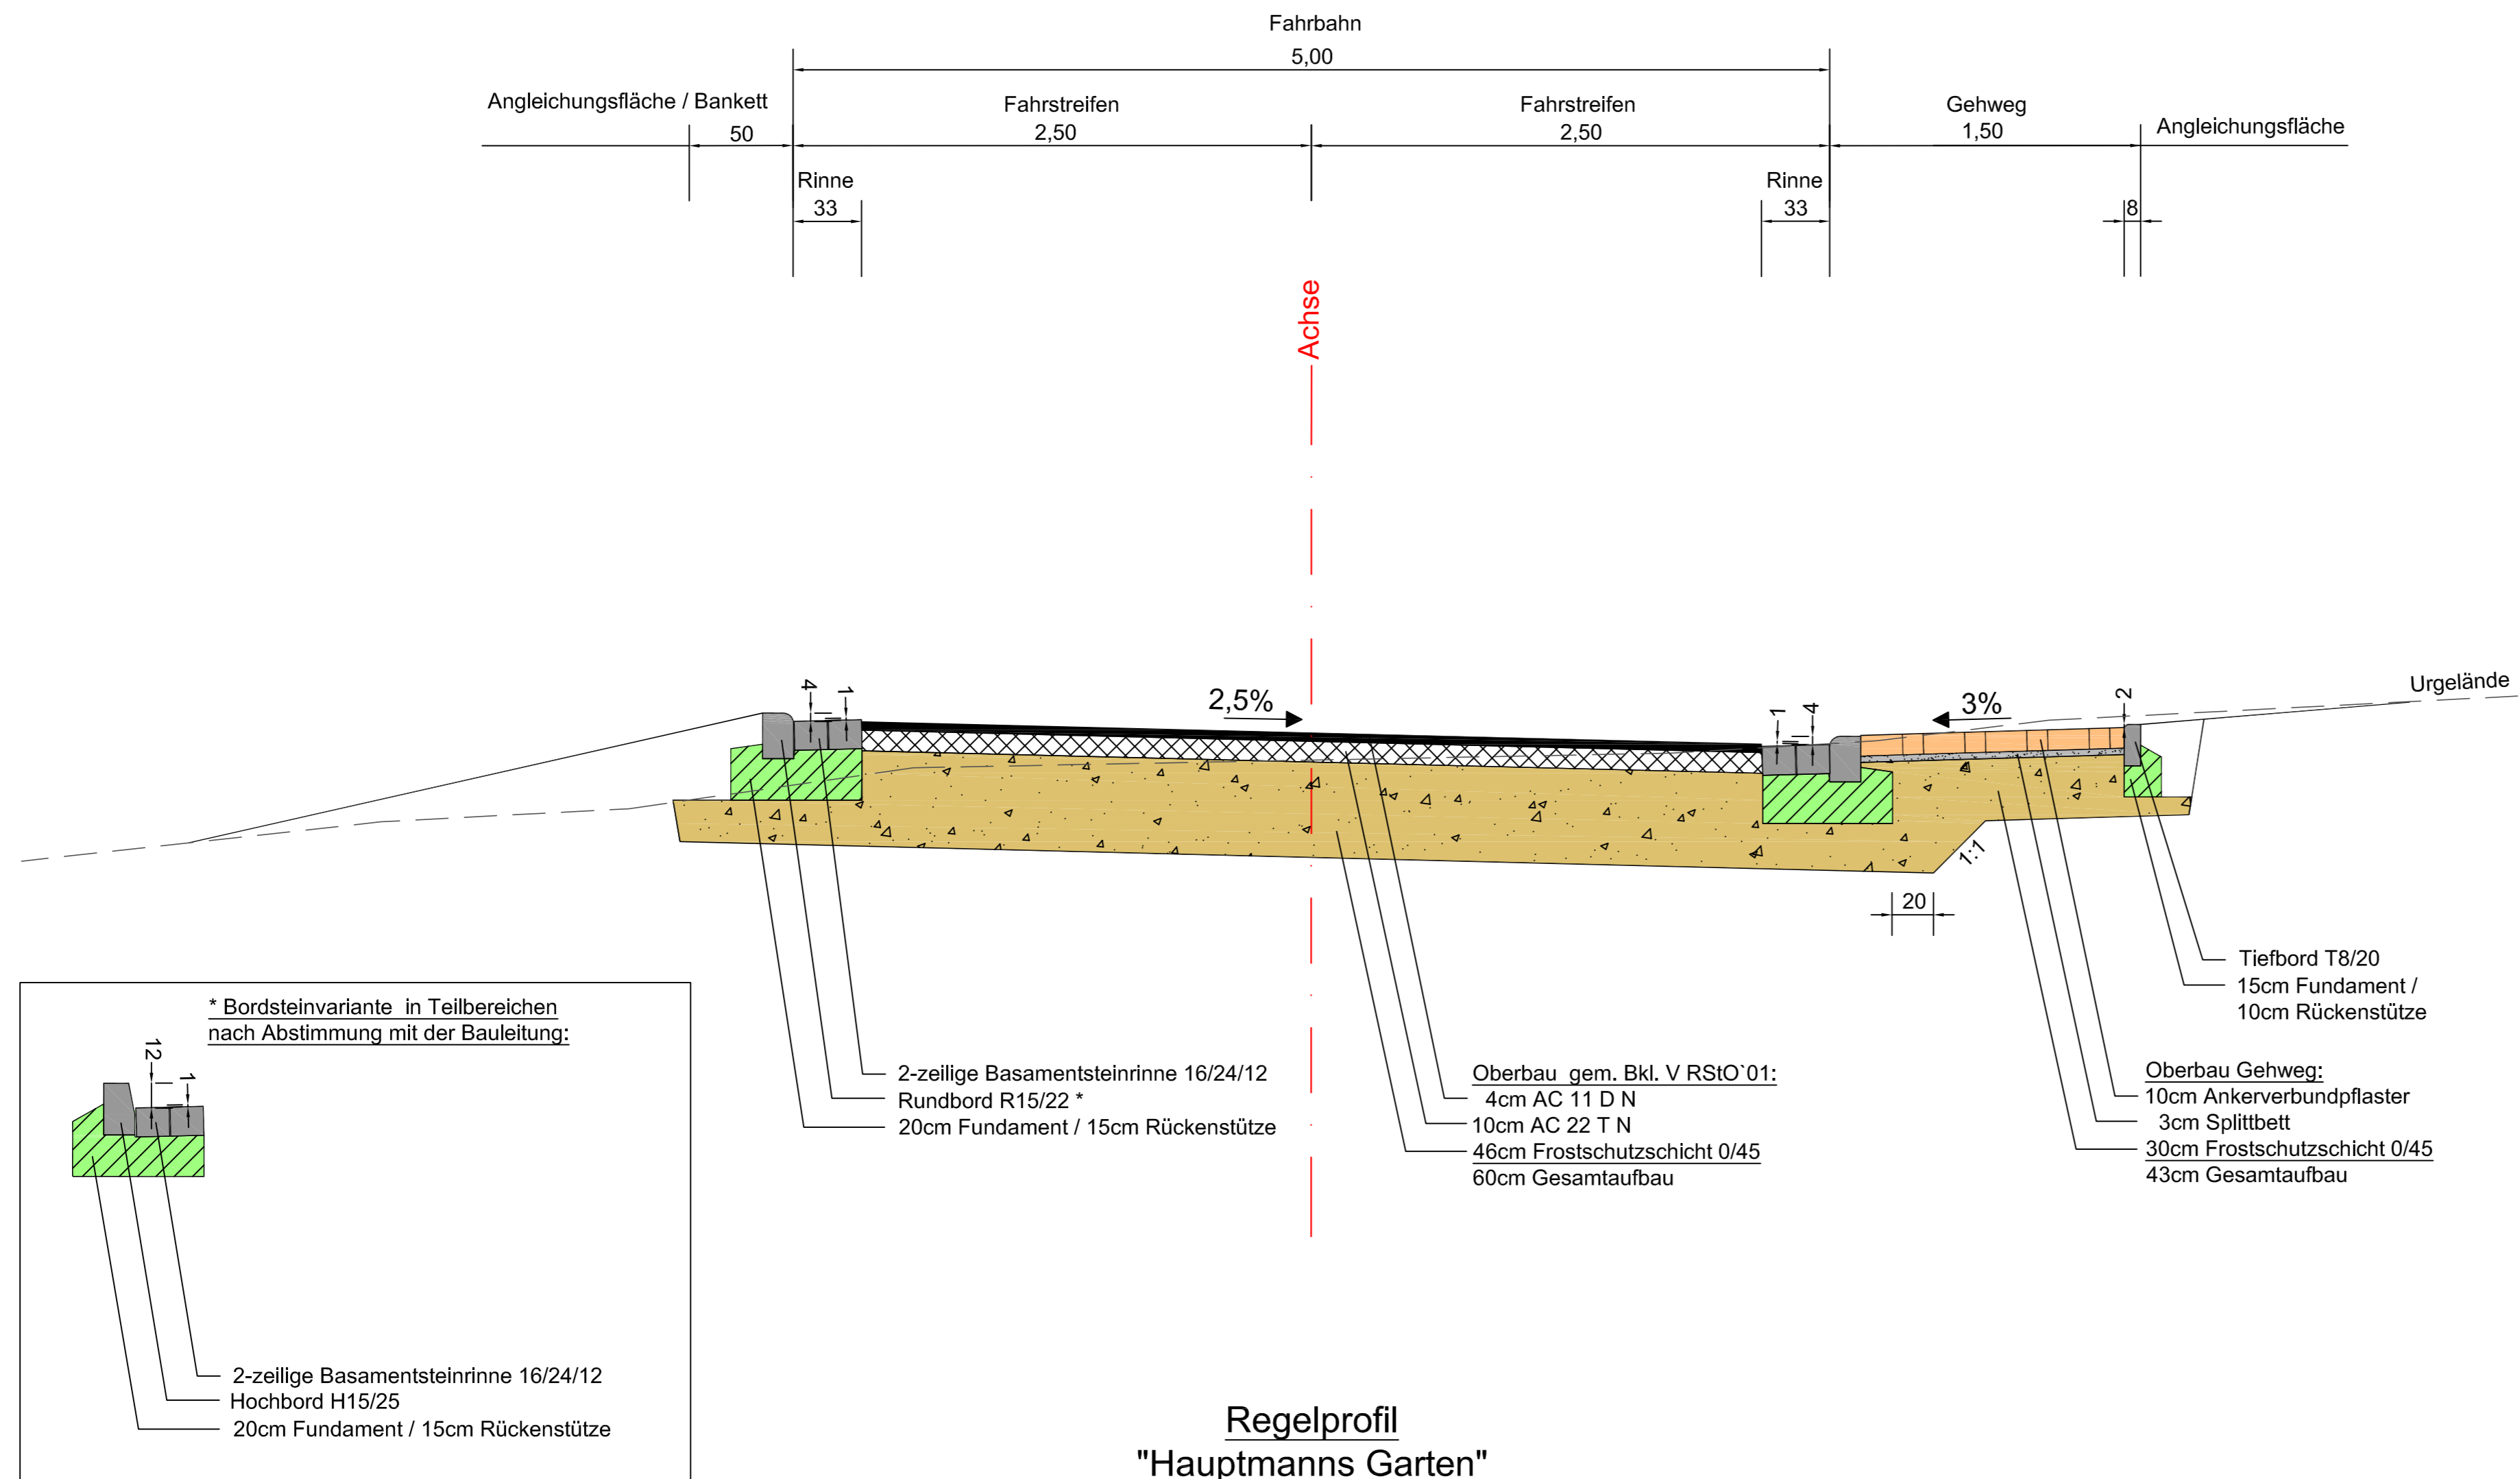 Fahrbahn
5,00
Angleichungsfläche / Bankett
50
Fahrstreifen
2,50
Fahrstreifen
2,50
Gehweg
1,50
Angleichungsfläche
Rinne
33
Rinne
33
8
Achse
4
1
2,5%
1
4
3%
2
Urgelände
1:1
20
Tiefbord T8/20
15cm Fundament /
10cm Rückenstütze
* Bordsteinvariante in Teilbereichen
nach Abstimmung mit der Bauleitung:
12
1
2-zeilige Basamentsteinrinne 16/24/12
Hochbord H15/25
20cm Fundament / 15cm Rückenstütze
2-zeilige Basamentsteinrinne 16/24/12
Rundbord R15/22 *
20cm Fundament / 15cm Rückenstütze
Oberbau gem. Bkl. V RStO`01:
4cm AC 11 D N
10cm AC 22 T N
46cm Frostschutzschicht 0/45
60cm Gesamtaufbau
Oberbau Gehweg:
10cm Ankerverbundpflaster
3cm Splittbett
30cm Frostschutzschicht 0/45
43cm Gesamtaufbau
Regelprofil
"Hauptmanns Garten"